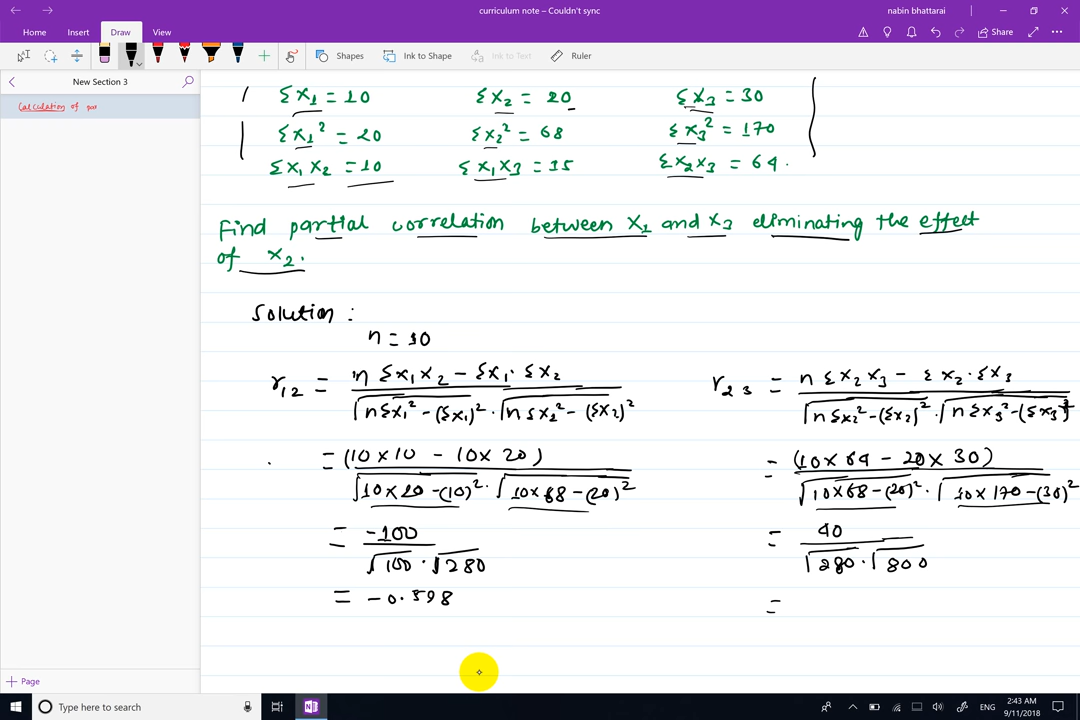 curriculum note - Couldn't sync
nabin bhattarai
Home Insert Draw View
Share
Shapes Ink to Shape Ink to Text Ruler
New Section 3
Calculation of par
Page
Σx₁ = 10 Σx₂ = 20 Σx₃ = 30
Σx₁² = 20 Σx₂² = 68 Σx₃² = 170
Σx₁x₂ = 10 Σx₁x₃ = 15 Σx₂x₃ = 64.
Find partial correlation between x₁ and x₃ eliminating the effect
of x₂.
Solution:
n = 10
r₁₂ = n Σx₁x₂ - Σx₁·Σx₂ / √nΣx₁² - (Σx₁)² · √nΣx₂² - (Σx₂)²
= (10×10 - 10×20) / √10×20 - (10)² · √10×68 - (20)²
= -100 / √100 · √280
= -0.598
r₂₃ = n Σx₂x₃ - Σx₂·Σx₃ / √nΣx₂² - (Σx₂)² · √nΣx₃² - (Σx₃)²
= (10×64 - 20×30) / √10×68 - (20)² · √10×170 - (30)²
= 40 / √280 · √800
=
Type here to search
ENG
2:43 AM
9/11/2018